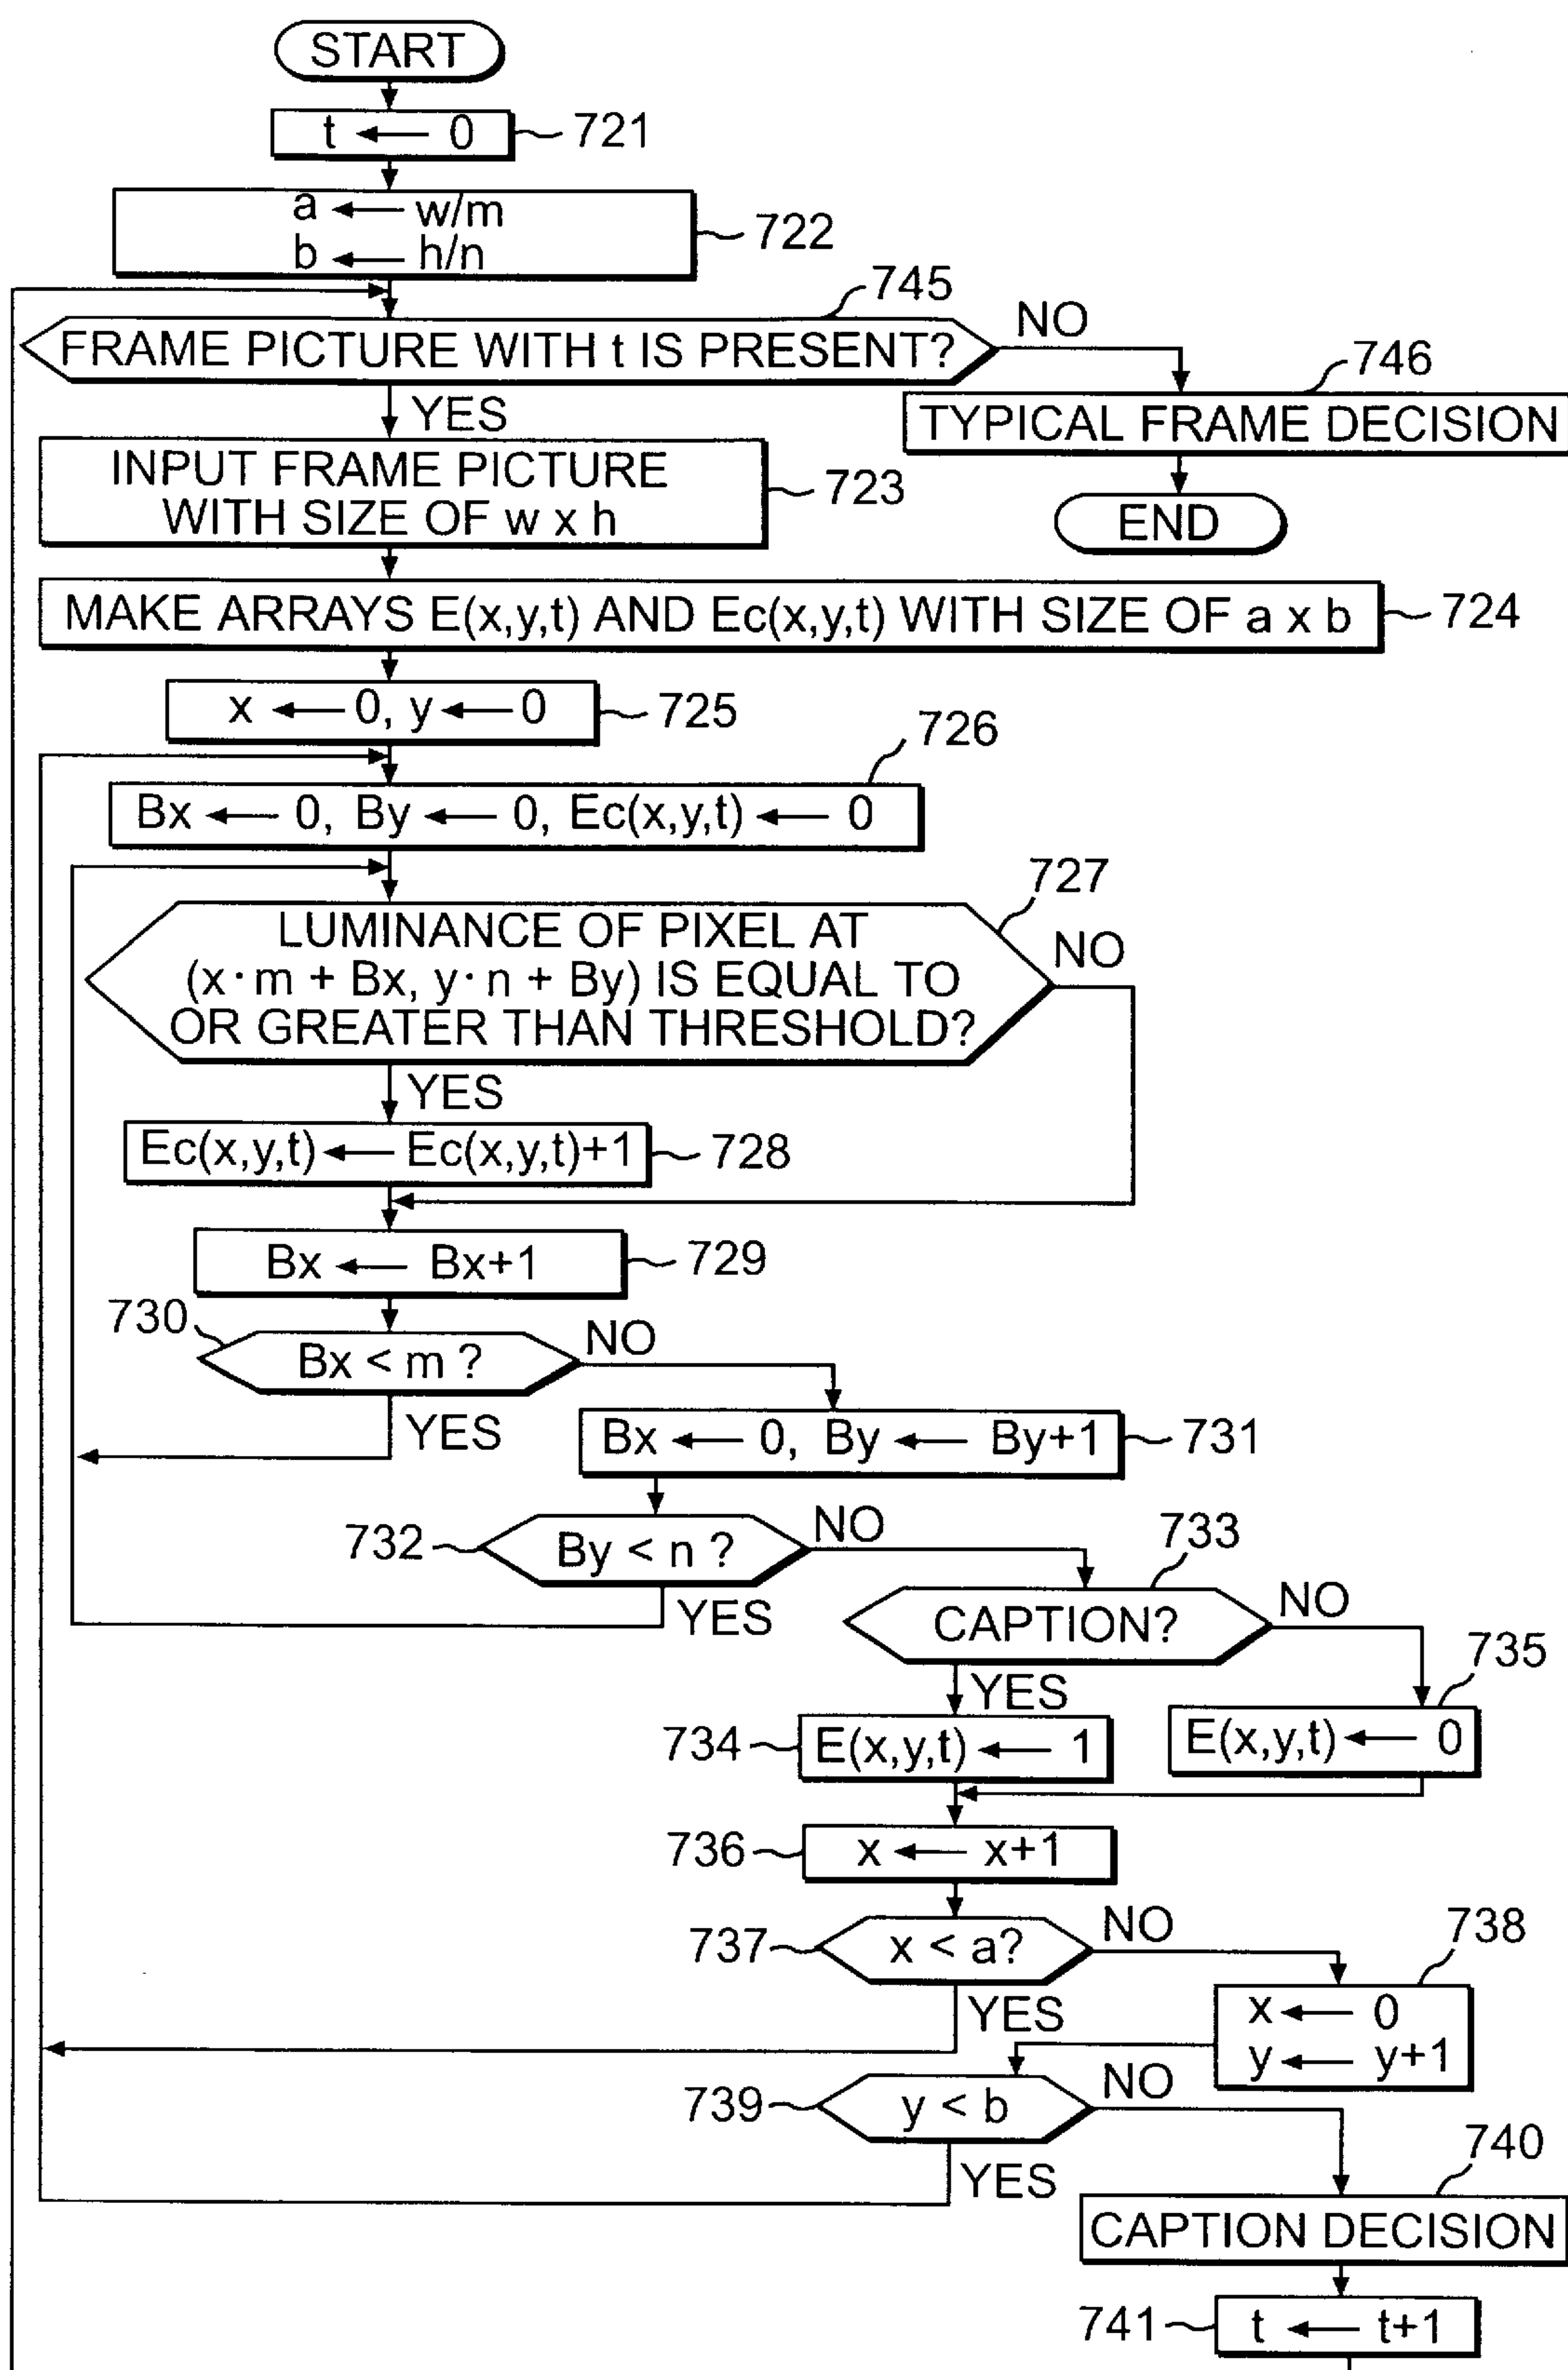 START
t ← 0
721
a ← w/m
b ← h/n
722
745
FRAME PICTURE WITH t IS PRESENT?
NO
746
TYPICAL FRAME DECISION
END
YES
INPUT FRAME PICTURE
WITH SIZE OF w x h
723
MAKE ARRAYS E(x,y,t) AND Ec(x,y,t) WITH SIZE OF a x b
724
x ← 0, y ← 0
725
726
Bx ← 0, By ← 0, Ec(x,y,t) ← 0
727
LUMINANCE OF PIXEL AT
(x·m + Bx, y·n + By) IS EQUAL TO
OR GREATER THAN THRESHOLD?
NO
YES
Ec(x,y,t) ← Ec(x,y,t)+1
728
Bx ← Bx+1
729
730
Bx < m ?
NO
YES
Bx ← 0, By ← By+1
731
732
By < n ?
NO
YES
733
CAPTION?
NO
YES
735
734
E(x,y,t) ← 1
E(x,y,t) ← 0
736
x ← x+1
737
x < a?
NO
YES
738
x ← 0
y ← y+1
739
y < b
NO
YES
740
CAPTION DECISION
741
t ← t+1